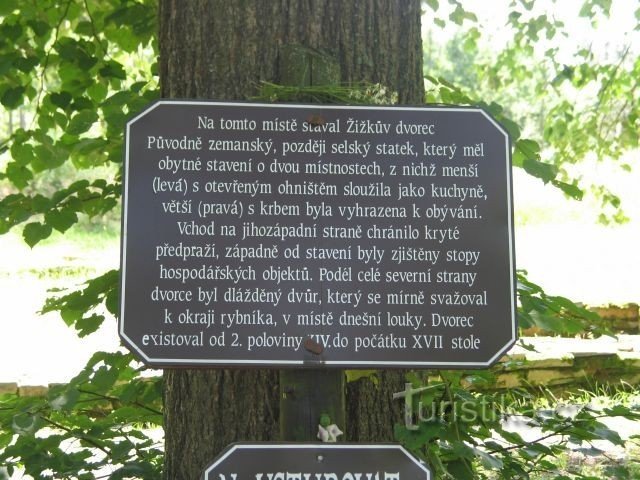 Na tomto místě stával Žižkův dvorec
Původně zemanský, později selský statek, který měl
obytné stavení o dvou místnostech, z nichž menší
(levá) s otevřeným ohništěm sloužila jako kuchyně,
větší (pravá) s krbem byla vyhrazena k obývání.
Vchod na jihozápadní straně chránilo kryté
předpraží, západně od stavení byly zjištěny stopy
hospodářských objektů. Podél celé severní strany
dvorce byl dlážděný dvůr, který se mírně svažoval
k okraji rybníka, v místě dnešní louky. Dvorec
existoval od 2. poloviny XIV. do počátku XVII stole
Turistika.cz